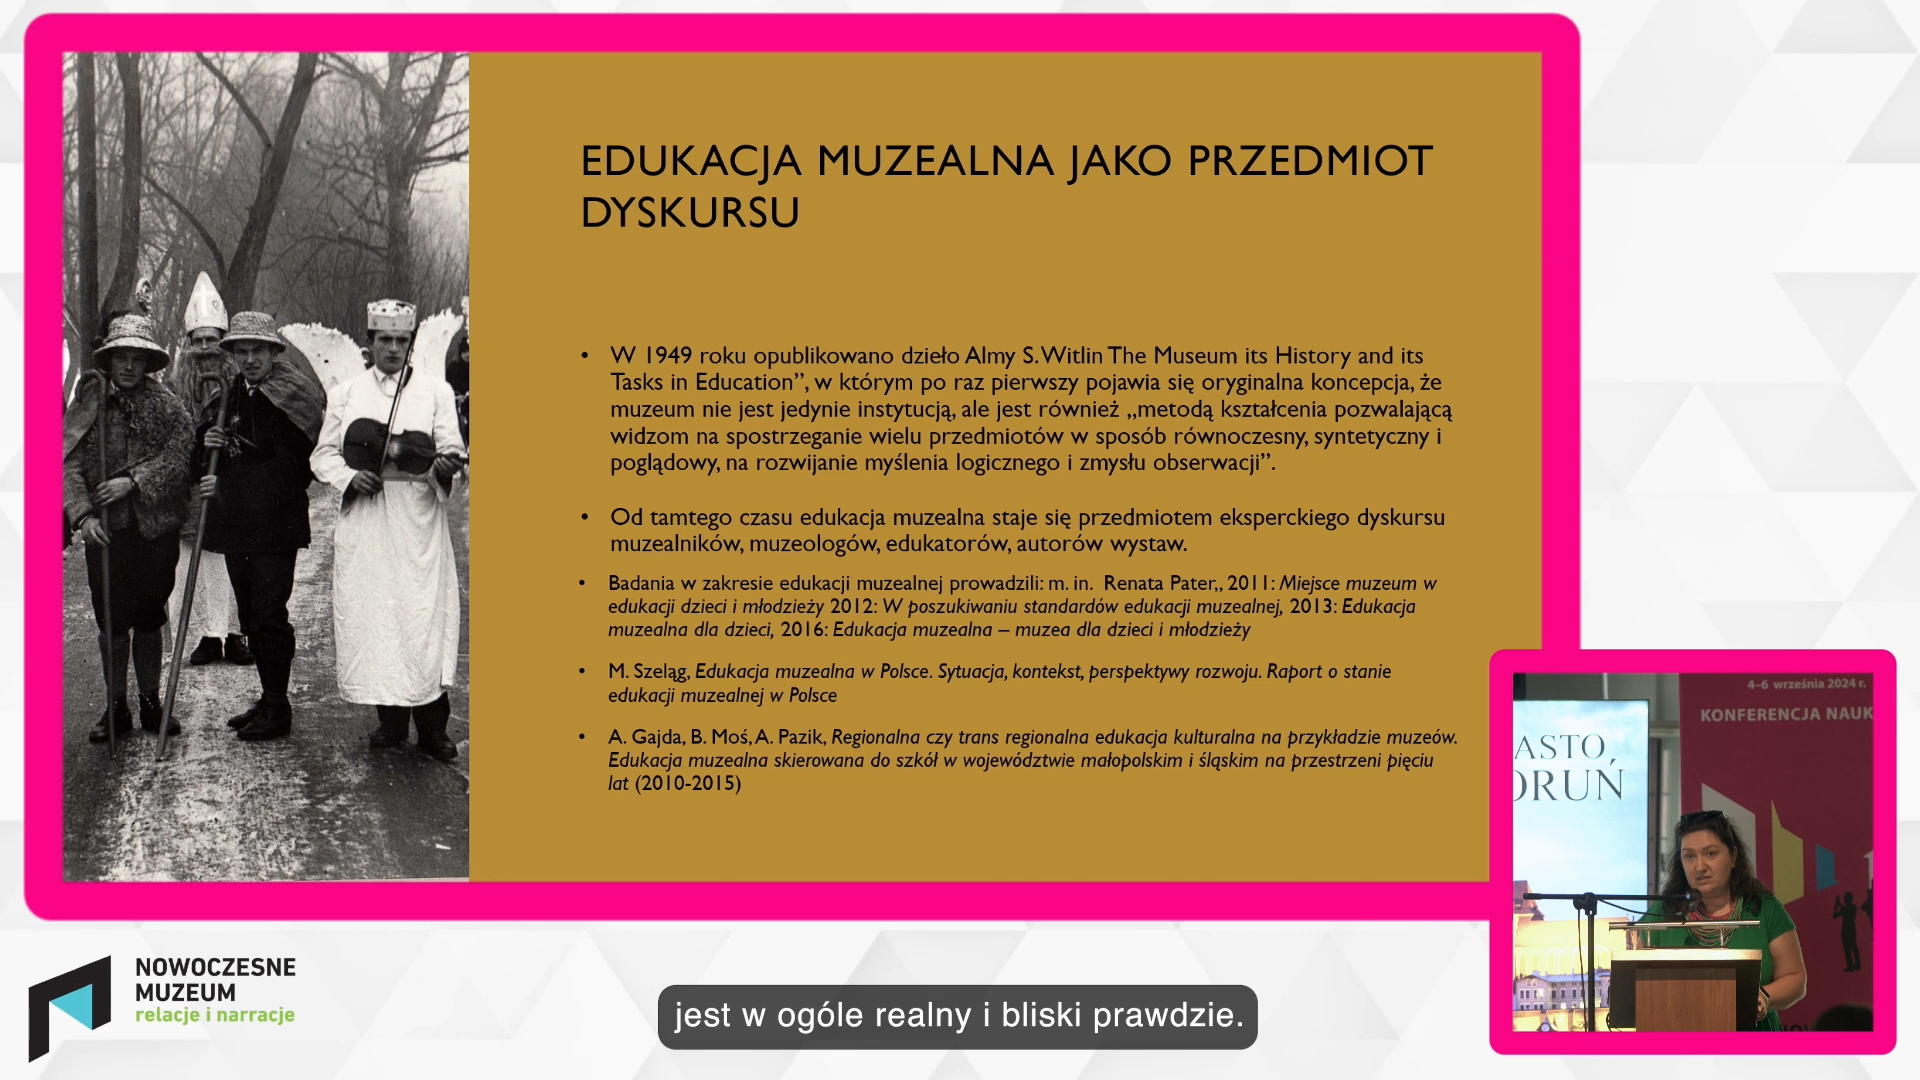 EDUKACJA MUZEALNA JAKO PRZEDMIOT
DYSKURSU
• W 1949 roku opublikowano dzieło Almy S. Witlin The Museum its History and its
Tasks in Education”, w którym po raz pierwszy pojawia się oryginalna koncepcja, że
muzeum nie jest jedynie instytucją, ale jest również „metodą kształcenia pozwalającą
widzom na spostrzeganie wielu przedmiotów w sposób równoczesny, syntetyczny i
poglądowy, na rozwijanie myślenia logicznego i zmysłu obserwacji”.
• Od tamtego czasu edukacja muzealna staje się przedmiotem eksperckiego dyskursu
muzealników, muzeologów, edukatorów, autorów wystaw.
• Badania w zakresie edukacji muzealnej prowadzili: m. in. Renata Pater,, 2011: Miejsce muzeum w
edukacji dzieci i młodzieży 2012: W poszukiwaniu standardów edukacji muzealnej, 2013: Edukacja
muzealna dla dzieci, 2016: Edukacja muzealna – muzea dla dzieci i młodzieży
• M. Szeląg, Edukacja muzealna w Polsce. Sytuacja, kontekst, perspektywy rozwoju. Raport o stanie
edukacji muzealnej w Polsce
• A. Gajda, B. Moś, A. Pazik, Regionalna czy trans regionalna edukacja kulturalna na przykładzie muzeów.
Edukacja muzealna skierowana do szkół w województwie małopolskim i śląskim na przestrzeni pięciu
lat (2010-2015)
4–6 września 2024 r.
KONFERENCJA NAUK
ASTO
ORUŃ
NOWOCZESNE
MUZEUM
relacje i narracje
jest w ogóle realny i bliski prawdzie.